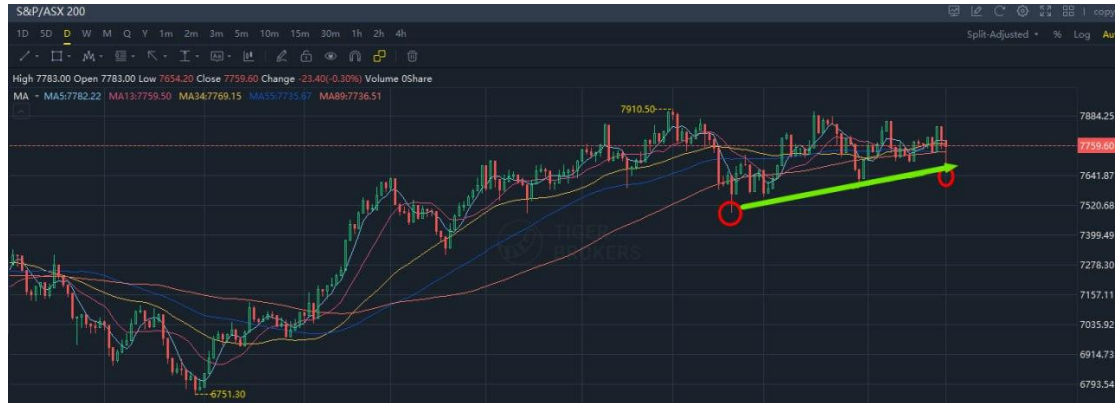 S&P/ASX 200
copy
1D 5D D W M Q Y 1m 2m 3m 5m 10m 15m 30m 1h 2h 4h
Split-Adjusted % Log Au
High 7783.00 Open 7783.00 Low 7654.20 Close 7759.60 Change -23.40(-0.30%) Volume 0Share
MA - MA5:7782.22 MA13:7759.50 MA34:7769.15 MA55:7735.67 MA89:7736.51
7910.50
7884.25
7759.60
7641.87
7520.68
7399.49
TIGER
BROKERS
7278.30
7157.11
7035.92
6914.73
6793.54
6751.30